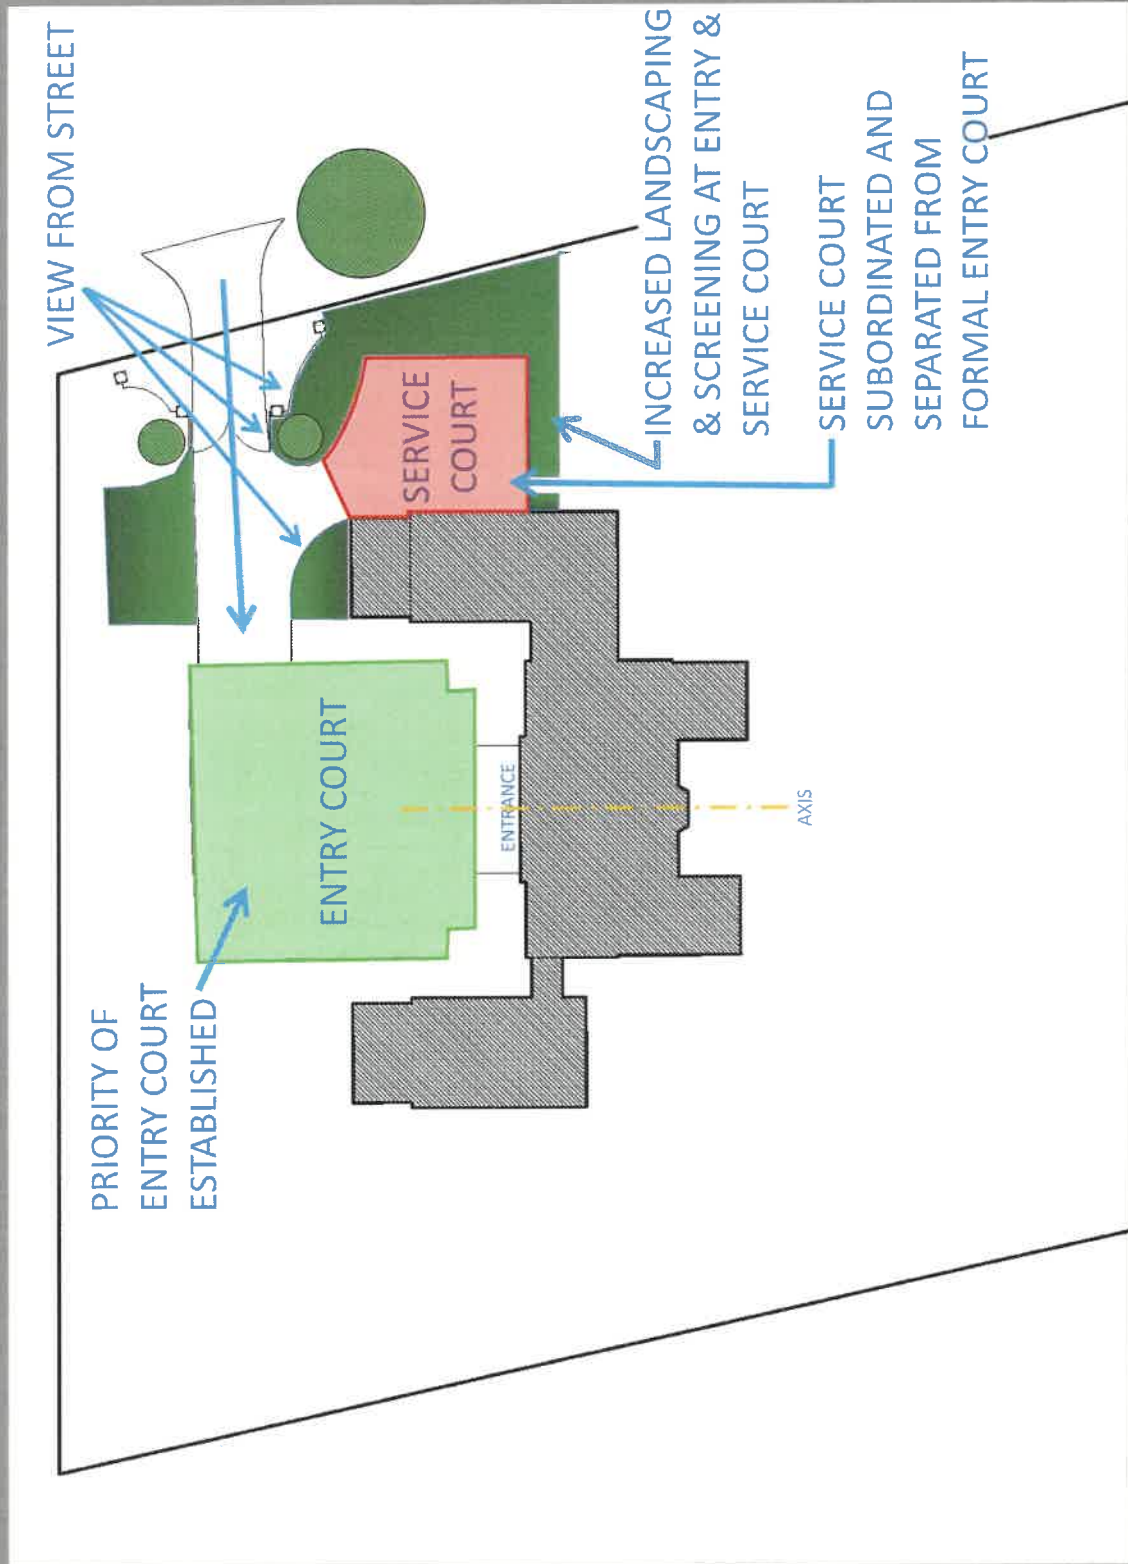 VIEW FROM STREET
PRIORITY OF
ENTRY COURT
ESTABLISHED
ENTRY COURT
SERVICE
COURT
ENTRANCE
AXIS
INCREASED LANDSCAPING
& SCREENING AT ENTRY &
SERVICE COURT
SERVICE COURT
SUBORDINATED AND
SEPARATED FROM
FORMAL ENTRY COURT